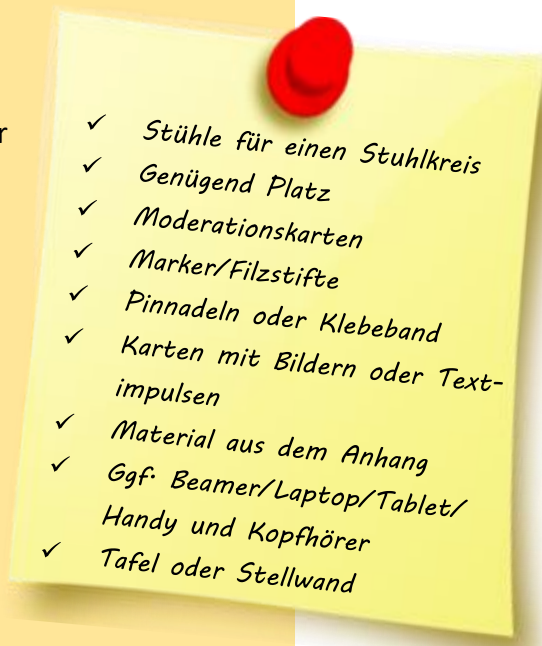 r
✓ Stühle für einen Stuhlkreis
✓ Genügend Platz
✓ Moderationskarten
✓ Marker/Filzstifte
✓ Pinnadeln oder Klebeband
✓ Karten mit Bildern oder Text-
impulsen
✓ Material aus dem Anhang
✓ Ggf. Beamer/Laptop/Tablet/
Handy und Kopfhörer
✓ Tafel oder Stellwand